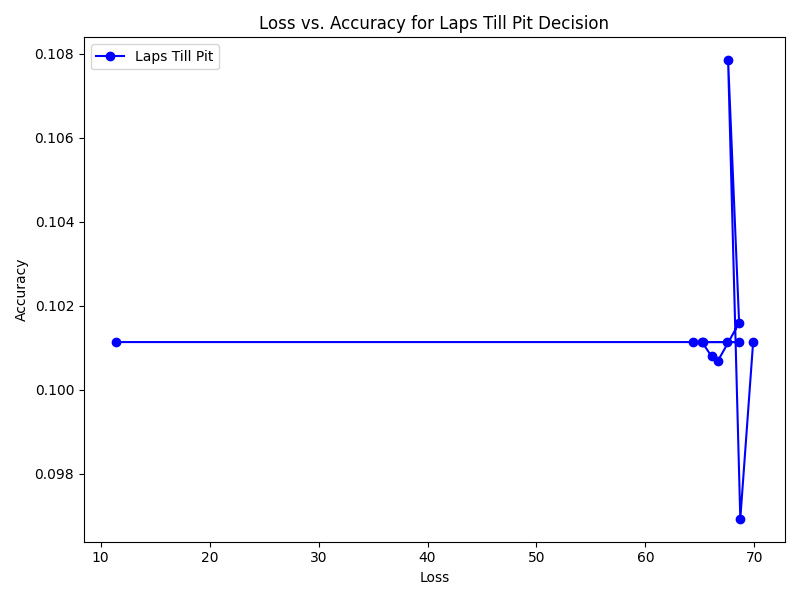 Loss vs. Accuracy for Laps Till Pit Decision
Laps Till Pit
0.108
0.106
0.104
0.102
0.100
0.098
Accuracy
10 20 30 40 50 60 70
Loss